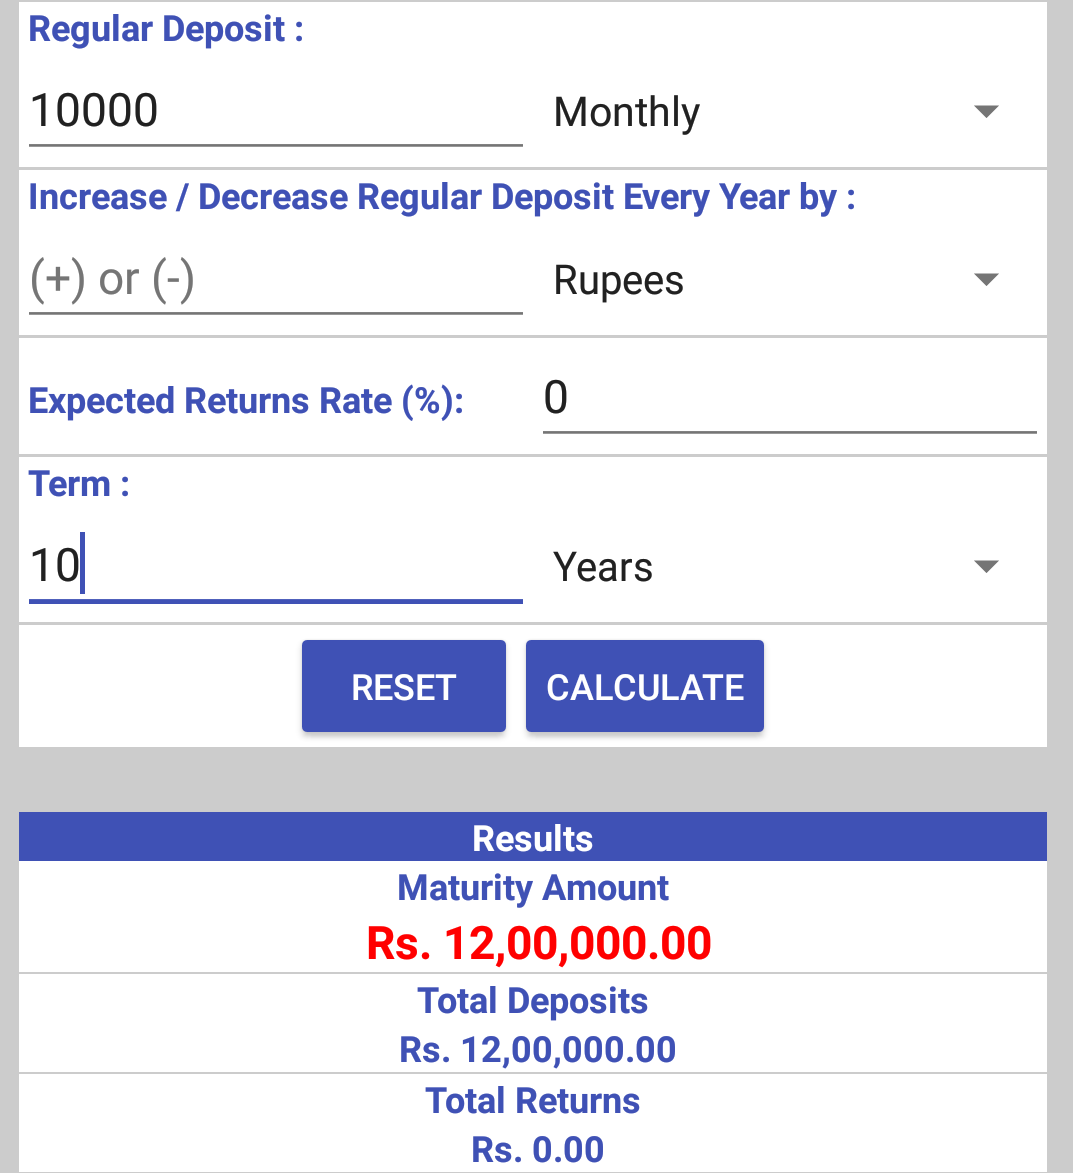 Regular Deposit :
10000 Monthly
Increase / Decrease Regular Deposit Every Year by :
(+) or (-) Rupees
Expected Returns Rate (%): 0
Term :
10 Years
RESET CALCULATE
Results
Maturity Amount
Rs. 12,00,000.00
Total Deposits
Rs. 12,00,000.00
Total Returns
Rs. 0.00